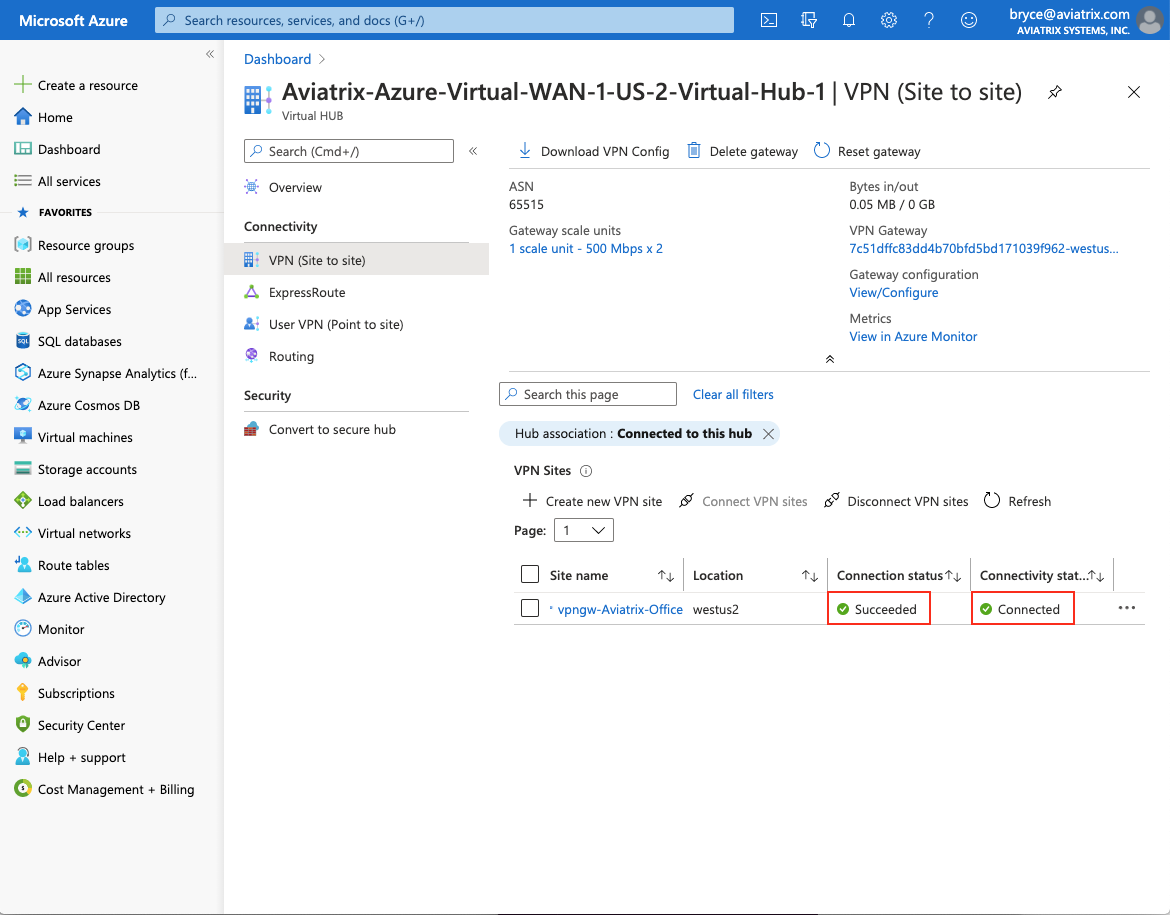 Microsoft Azure
Search resources, services, and docs (G+/)
bryce@aviatrix.com
AVIATRIX SYSTEMS, INC.
Create a resource
Home
Dashboard
All services
FAVORITES
Resource groups
All resources
App Services
SQL
SQL databases
Azure Synapse Analytics (f...
Azure Cosmos DB
Virtual machines
Storage accounts
Load balancers
Virtual networks
Route tables
Azure Active Directory
Monitor
Advisor
Subscriptions
Security Center
Help + support
Cost Management + Billing
Dashboard
Aviatrix-Azure-Virtual-WAN-1-US-2-Virtual-Hub-1 | VPN (Site to site)
Virtual HUB
Search (Cmd+/)
Overview
Connectivity
VPN (Site to site)
ExpressRoute
User VPN (Point to site)
Routing
Security
Convert to secure hub
Download VPN Config
Delete gateway
Reset gateway
ASN
65515
Gateway scale units
1 scale unit - 500 Mbps x 2
Bytes in/out
0.05 MB / 0 GB
VPN Gateway
7c51dffc83dd4b70bfd5bd171039f962-westus...
Gateway configuration
View/Configure
Metrics
View in Azure Monitor
Search this page
Clear all filters
Hub association : Connected to this hub
VPN Sites
Create new VPN site
Connect VPN sites
Disconnect VPN sites
Refresh
Page: 1
Site name
Location
Connection status
Connectivity stat...
vpngw-Aviatrix-Office
westus2
Succeeded
Connected